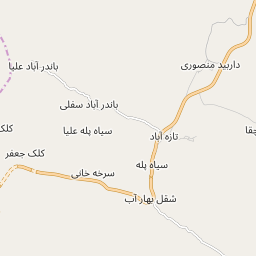 داربید منصوری
باندر آباد علیا
باندر آباد سفلی
سیاه پله علیا
تازه آباد
کلک
چقا
کلک جعفر
سیاه پله
سرخه خانی
شقل بهار آب